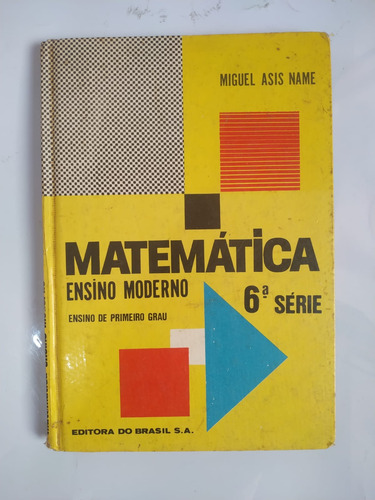 MIGUEL ASIS NAME
MATEMÁTICA
ENSINO MODERNO
6ª SÉRIE
ENSINO DE PRIMEIRO GRAU
EDITORA DO BRASIL S.A.